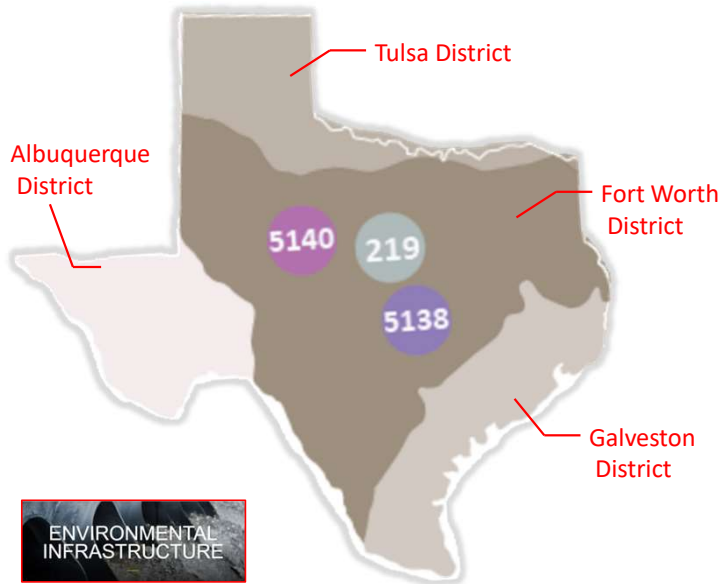 Tulsa District
Albuquerque
District
Fort Worth
District
5140
219
5138
Galveston
District
ENVIRONMENTAL
INFRASTRUCTURE